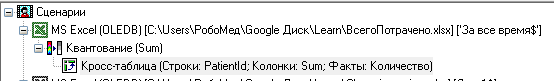 Сценарии
MS Excel (OLEDB) [C:\Users\РобоМед\Google Диск\Learn\ВсегоПотрачено.xlsx] ['За все время$']
Квантование (Sum)
Кросс-таблица (Строки: PatientId; Колонки: Sum; Факты: Количество)